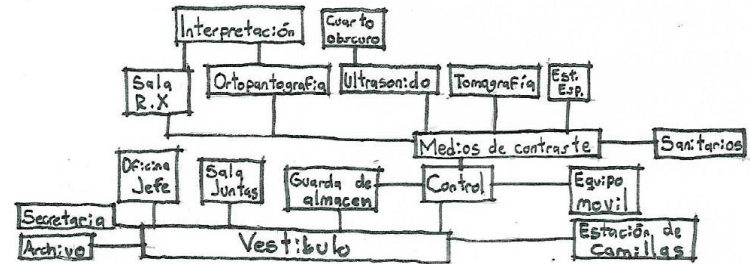 Interpretación
Cuarto
obscuro
Sala
R.X
Ortopantografia
Ultrasonido
Tomografía
Est.
Esp.
Medios de contraste
Sanitarios
Oficina
Jefe
Sala
Juntas
Guarda de
almacen
Control
Equipo
movil
Secretaria
Archivo
Vestibulo
Estación de
Camillas